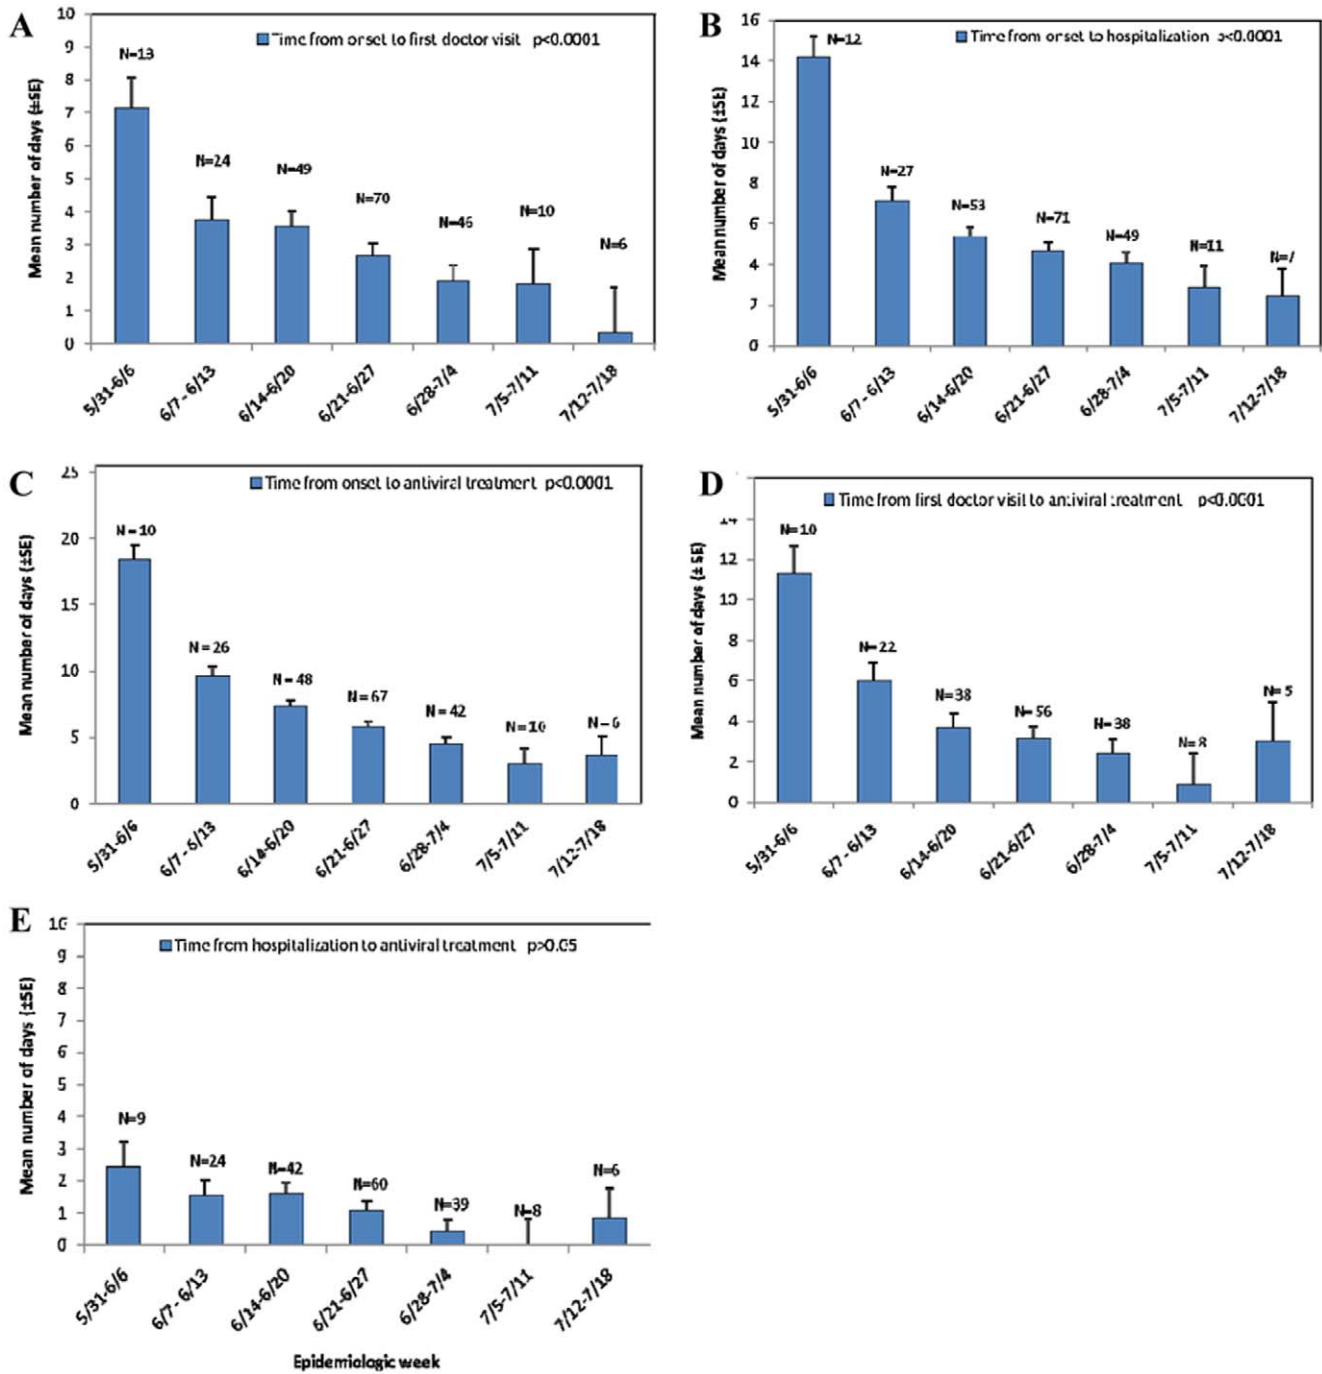 A
Time from onset to first doctor visit p<0.0001
Mean number of days (±SE)
10
9
8
7
6
5
4
3
2
1
0
N=13
N=24
N=49
N=70
N=46
N=10
N=6
5/31-6/6
6/7 - 6/13
6/14-6/20
6/21-6/27
6/28-7/4
7/5-7/11
7/12-7/18
B
Time from onset to hospitalization p<0.0001
Mean number of days (±SE)
16
14
12
10
8
6
4
2
0
N=12
N=27
N=53
N=71
N=49
N=11
N=7
5/31-6/6
6/7 - 6/13
6/14-6/20
6/21-6/27
6/28-7/4
7/5-7/11
7/12-7/18
C
Time from onset to antiviral treatment p<0.0001
Mean number of days (±SE)
25
20
15
10
5
0
N=10
N=26
N=48
N=67
N=42
N=10
N=6
5/31-6/6
6/7 - 6/13
6/14-6/20
6/21-6/27
6/28-7/4
7/5-7/11
7/12-7/18
D
Time from first doctor visit to antiviral treatment p<0.0001
Mean number of days (±SE)
14
12
10
8
6
4
2
0
N=10
N=22
N=38
N=56
N=38
N=8
N=5
5/31-6/6
6/7 - 6/13
6/14-6/20
6/21-6/27
6/28-7/4
7/5-7/11
7/12-7/18
E
Time from hospitalization to antiviral treatment p>0.05
Mean number of days (±SE)
10
9
8
7
6
5
4
3
2
1
0
N=9
N=24
N=42
N=60
N=39
N=8
N=6
5/31-6/6
6/7 - 6/13
6/14-6/20
6/21-6/27
6/28-7/4
7/5-7/11
7/12-7/18
Epidemiologic week